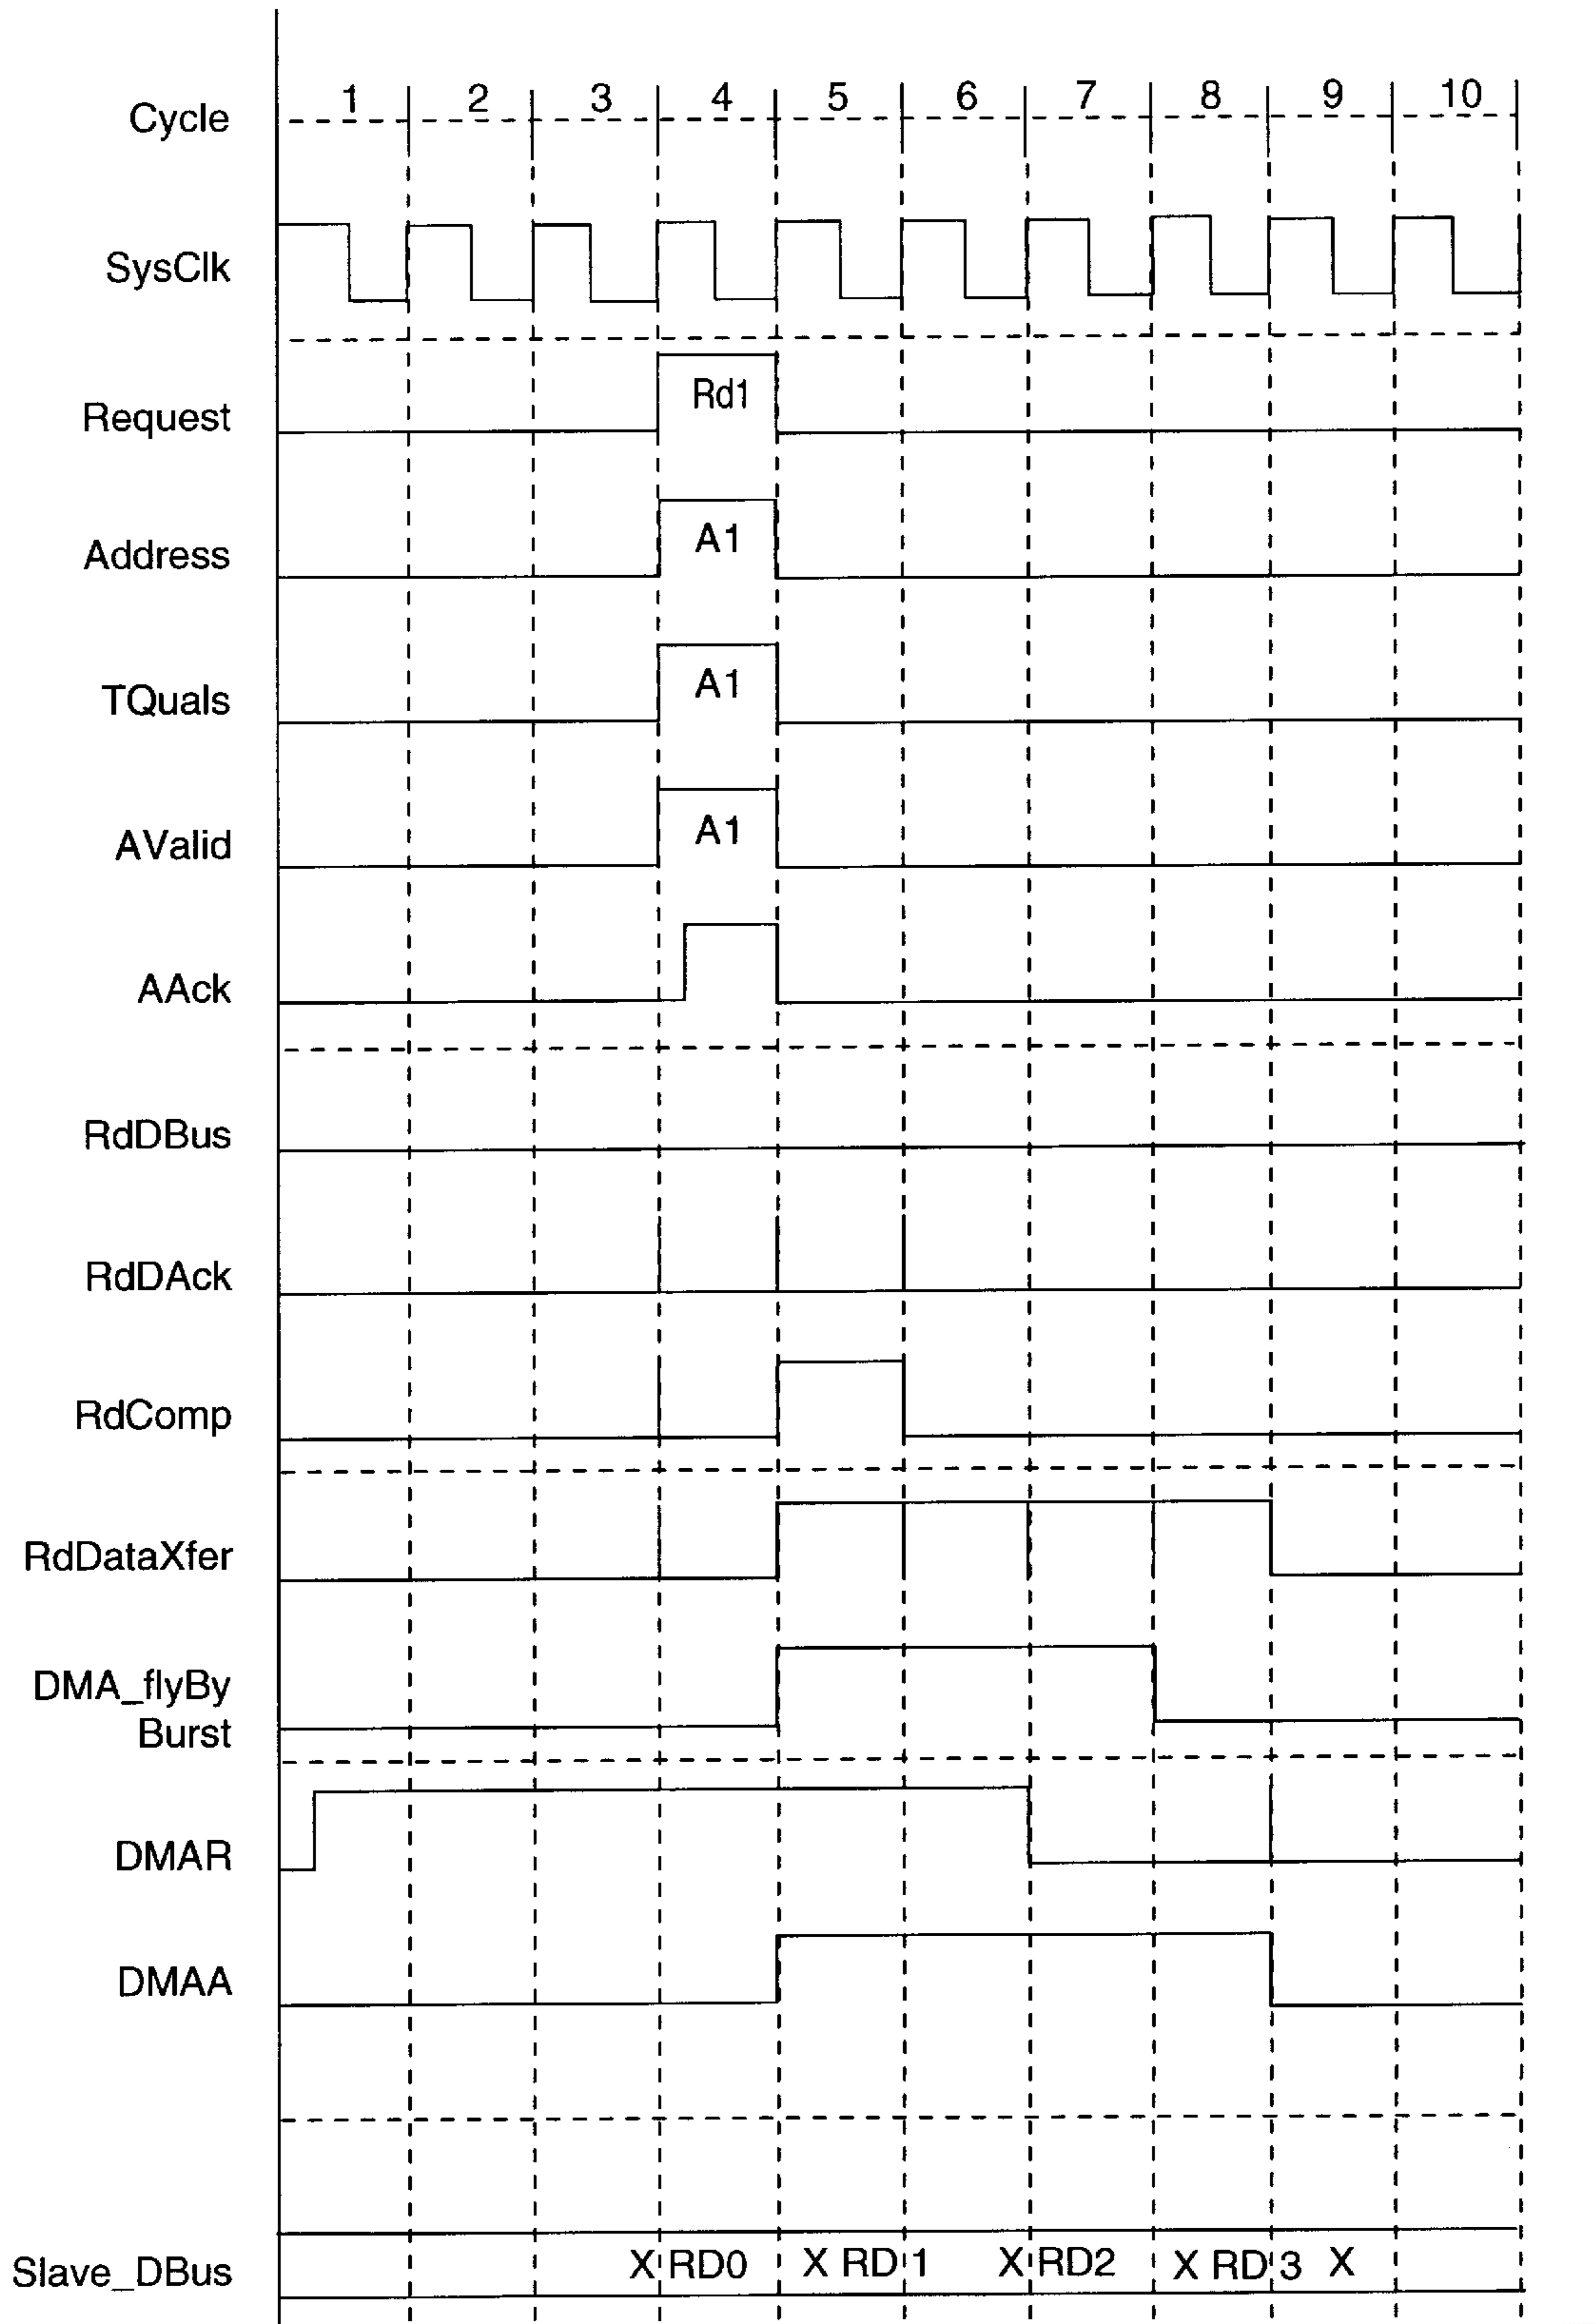 Cycle 1 2 3 4 5 6 7 8 9 10
SysClk
Request Rd1
Address A1
TQuals A1
AValid A1
AAck
RdDBus
RdDAck
RdComp
RdDataXfer
DMA_flyBy
Burst
DMAR
DMAA
Slave_DBus X RD0 X RD 1 X RD2 X RD 3 X